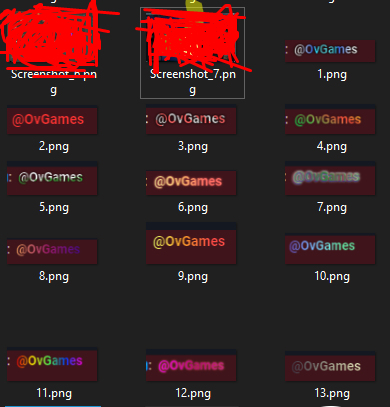 Screenshot_6.pn
g
Screenshot_7.pn
g
: @OvGames
1.png
@OvGames
2.png
@OvGames
3.png
@OvGames
4.png
: @OvGames
5.png
@OvGames
6.png
: @OvGames
7.png
@OvGames
8.png
@OvGames
9.png
@OvGames
10.png
: @OvGames
11.png
: @OvGames
12.png
@OvGames
13.png